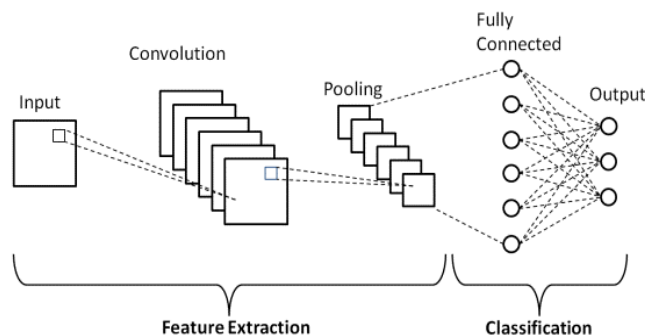 Fully
Connected
Convolution
Pooling
Input
Output
Feature Extraction
Classification